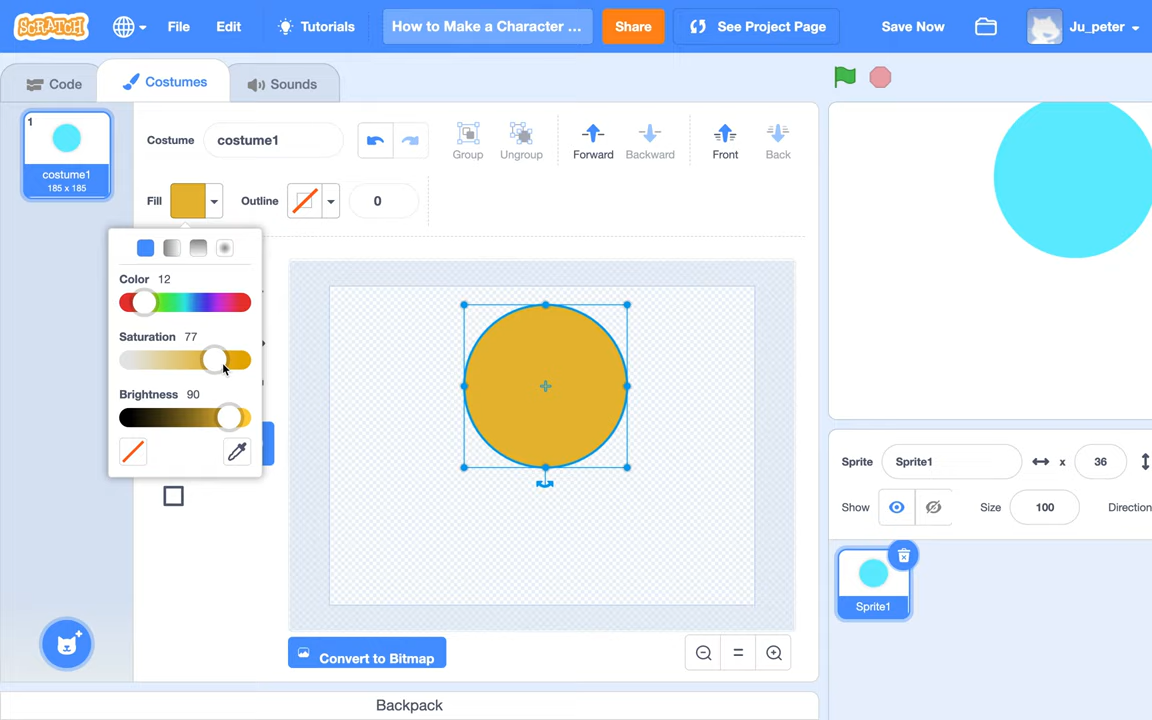 SCRATCH
File
Edit
Tutorials
How to Make a Character ...
Share
See Project Page
Save Now
Ju_peter
Code
Costumes
Sounds
1
costume1
185 x 185
Costume
costume1
Group
Ungroup
Forward
Backward
Front
Back
Fill
Outline
0
Color 12
Saturation 77
Brightness 90
Convert to Bitmap
Backpack
Sprite
Sprite1
x
36
Show
Size
100
Direction
Sprite1